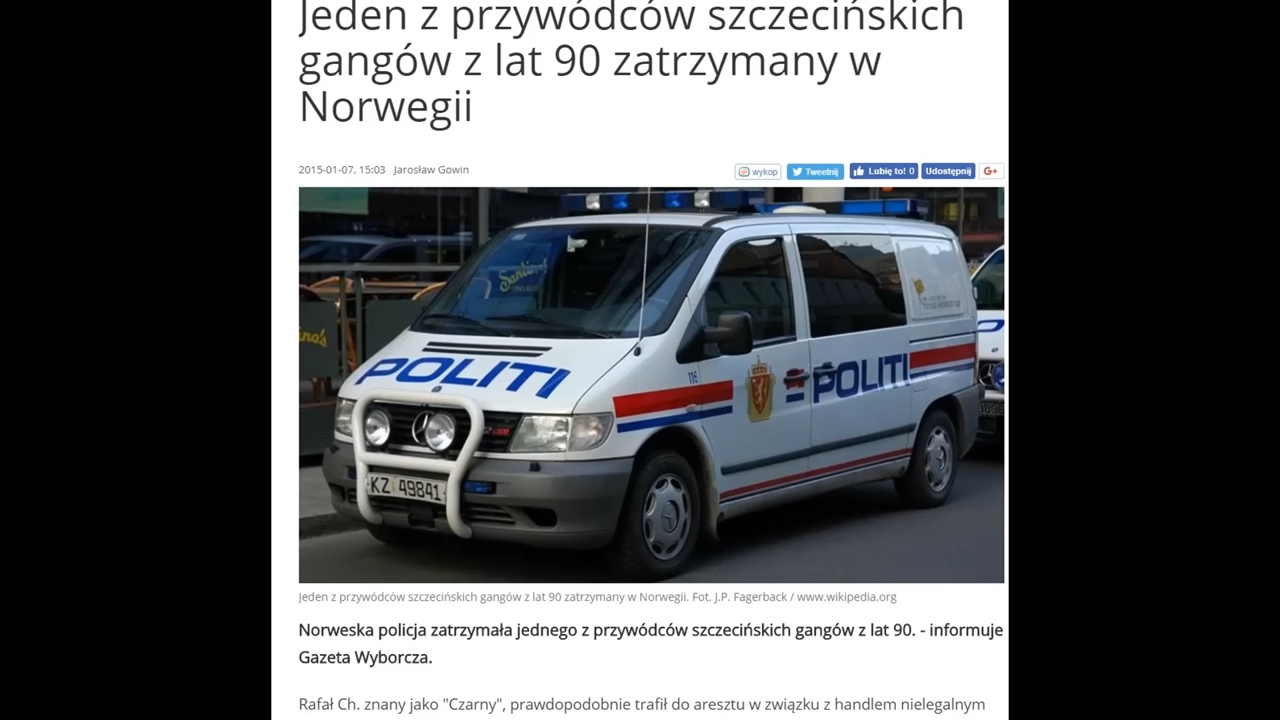 Jeden z przywódców szczecińskich
gangów z lat 90 zatrzymany w
Norwegii
2015-01-07, 15:03 Jarosław Gowin
wykop Tweetnij Lubię to! 0 Udostępnij G+
POLITI
116
POLITI
KZ 49841
Jeden z przywódców szczecińskich gangów z lat 90 zatrzymany w Norwegii. Fot. J.P. Fagerback / www.wikipedia.org
Norweska policja zatrzymała jednego z przywódców szczecińskich gangów z lat 90. - informuje
Gazeta Wyborcza.
Rafał Ch. znany jako "Czarny", prawdopodobnie trafił do aresztu w związku z handlem nielegalnym